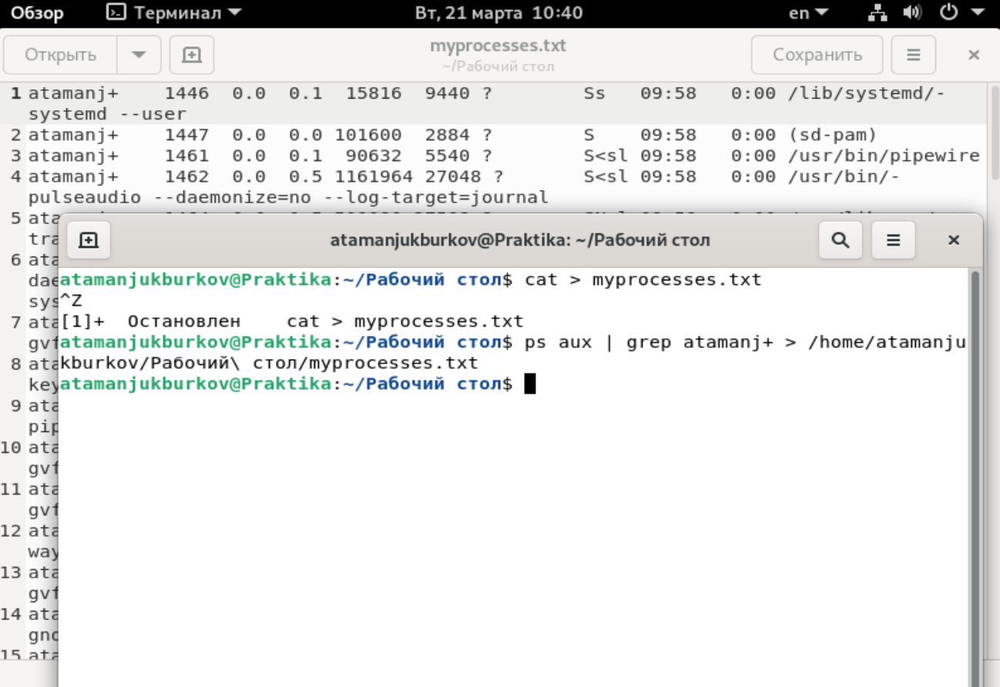 Обзор Терминал Вт, 21 марта 10:40 en
Открыть myprocesses.txt Сохранить
~/Рабочий стол
1 atamanj+ 1446 0.0 0.1 15816 9440 ? Ss 09:58 0:00 /lib/systemd/-
systemd --user
2 atamanj+ 1447 0.0 0.0 101600 2884 ? S 09:58 0:00 (sd-pam)
3 atamanj+ 1461 0.0 0.1 90632 5540 ? S<sl 09:58 0:00 /usr/bin/pipewire
4 atamanj+ 1462 0.0 0.5 1161964 27048 ? S<sl 09:58 0:00 /usr/bin/-
pulseaudio --daemonize=no --log-target=journal
5 ata
tra
6 ata
dae
sys
7 ata
gvf
8 ata
key
9 ata
pip
10 ata
gvf
11 ata
gvf
12 ata
way
13 ata
gvf
14 ata
gno
15 ata
atamanjukburkov@Praktika: ~/Рабочий стол
atamanjukburkov@Praktika:~/Рабочий стол$ cat > myprocesses.txt
^Z
[1]+ Остановлен cat > myprocesses.txt
atamanjukburkov@Praktika:~/Рабочий стол$ ps aux | grep atamanj+ > /home/atamanju
kburkov/Рабочий\ стол/myprocesses.txt
atamanjukburkov@Praktika:~/Рабочий стол$